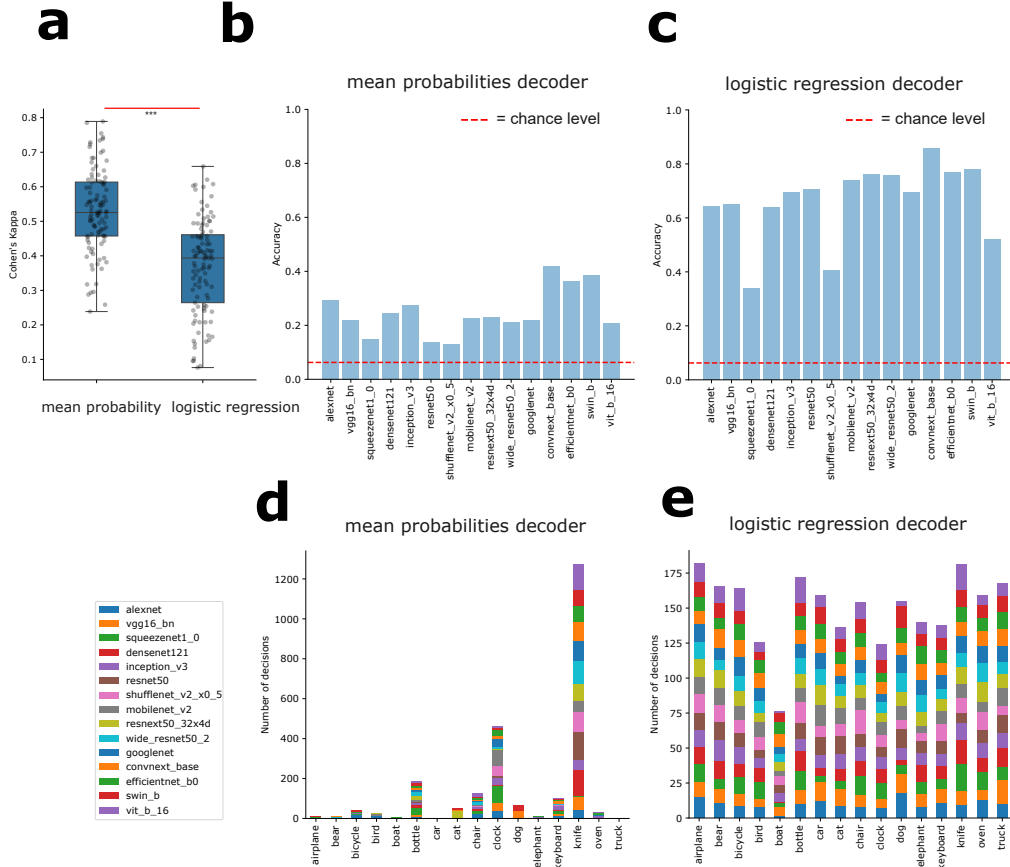 a
b
c
mean probabilities decoder
logistic regression decoder
***
= chance level
= chance level
Cohen's Kappa
0.8
0.7
0.6
0.5
0.4
0.3
0.2
0.1
mean probability
logistic regression
Accuracy
1.0
0.8
0.6
0.4
0.2
0.0
alexnet
vgg16_bn
squeezenet1_0
densenet121
inception_v3
resnet50
shufflenet_v2_x0_5
mobilenet_v2
resnext50_32x4d
wide_resnet50_2
googlenet
convnext_base
efficientnet_b0
swin_b
vit_b_16
Accuracy
1.0
0.8
0.6
0.4
0.2
0.0
alexnet
vgg16_bn
squeezenet1_0
densenet121
inception_v3
resnet50
shufflenet_v2_x0_5
mobilenet_v2
resnext50_32x4d
wide_resnet50_2
googlenet
convnext_base
efficientnet_b0
swin_b
vit_b_16
d
e
mean probabilities decoder
logistic regression decoder
alexnet
vgg16_bn
squeezenet1_0
densenet121
inception_v3
resnet50
shufflenet_v2_x0_5
mobilenet_v2
resnext50_32x4d
wide_resnet50_2
googlenet
convnext_base
efficientnet_b0
swin_b
vit_b_16
Number of decisions
1200
1000
800
600
400
200
0
airplane
bear
bicycle
bird
boat
bottle
car
cat
chair
clock
dog
elephant
keyboard
knife
oven
truck
Number of decisions
175
150
125
100
75
50
25
0
airplane
bear
bicycle
bird
boat
bottle
car
cat
chair
clock
dog
elephant
keyboard
knife
oven
truck